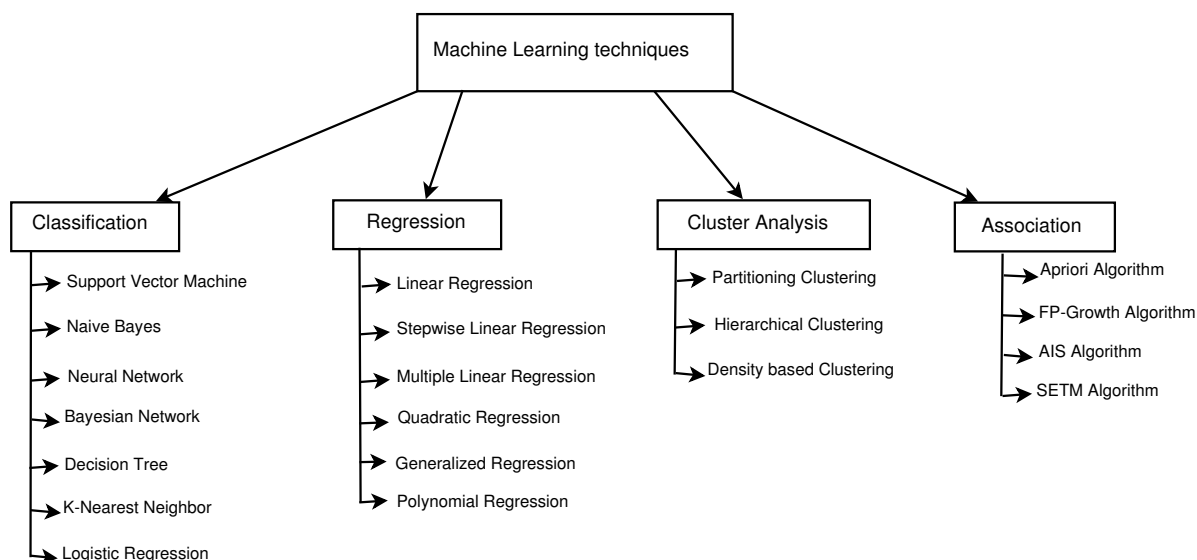 Machine Learning techniques
Classification
Support Vector Machine
Naive Bayes
Neural Network
Bayesian Network
Decision Tree
K-Nearest Neighbor
Logistic Regression
Regression
Linear Regression
Stepwise Linear Regression
Multiple Linear Regression
Quadratic Regression
Generalized Regression
Polynomial Regression
Cluster Analysis
Partitioning Clustering
Hierarchical Clustering
Density based Clustering
Association
Apriori Algorithm
FP-Growth Algorithm
AIS Algorithm
SETM Algorithm